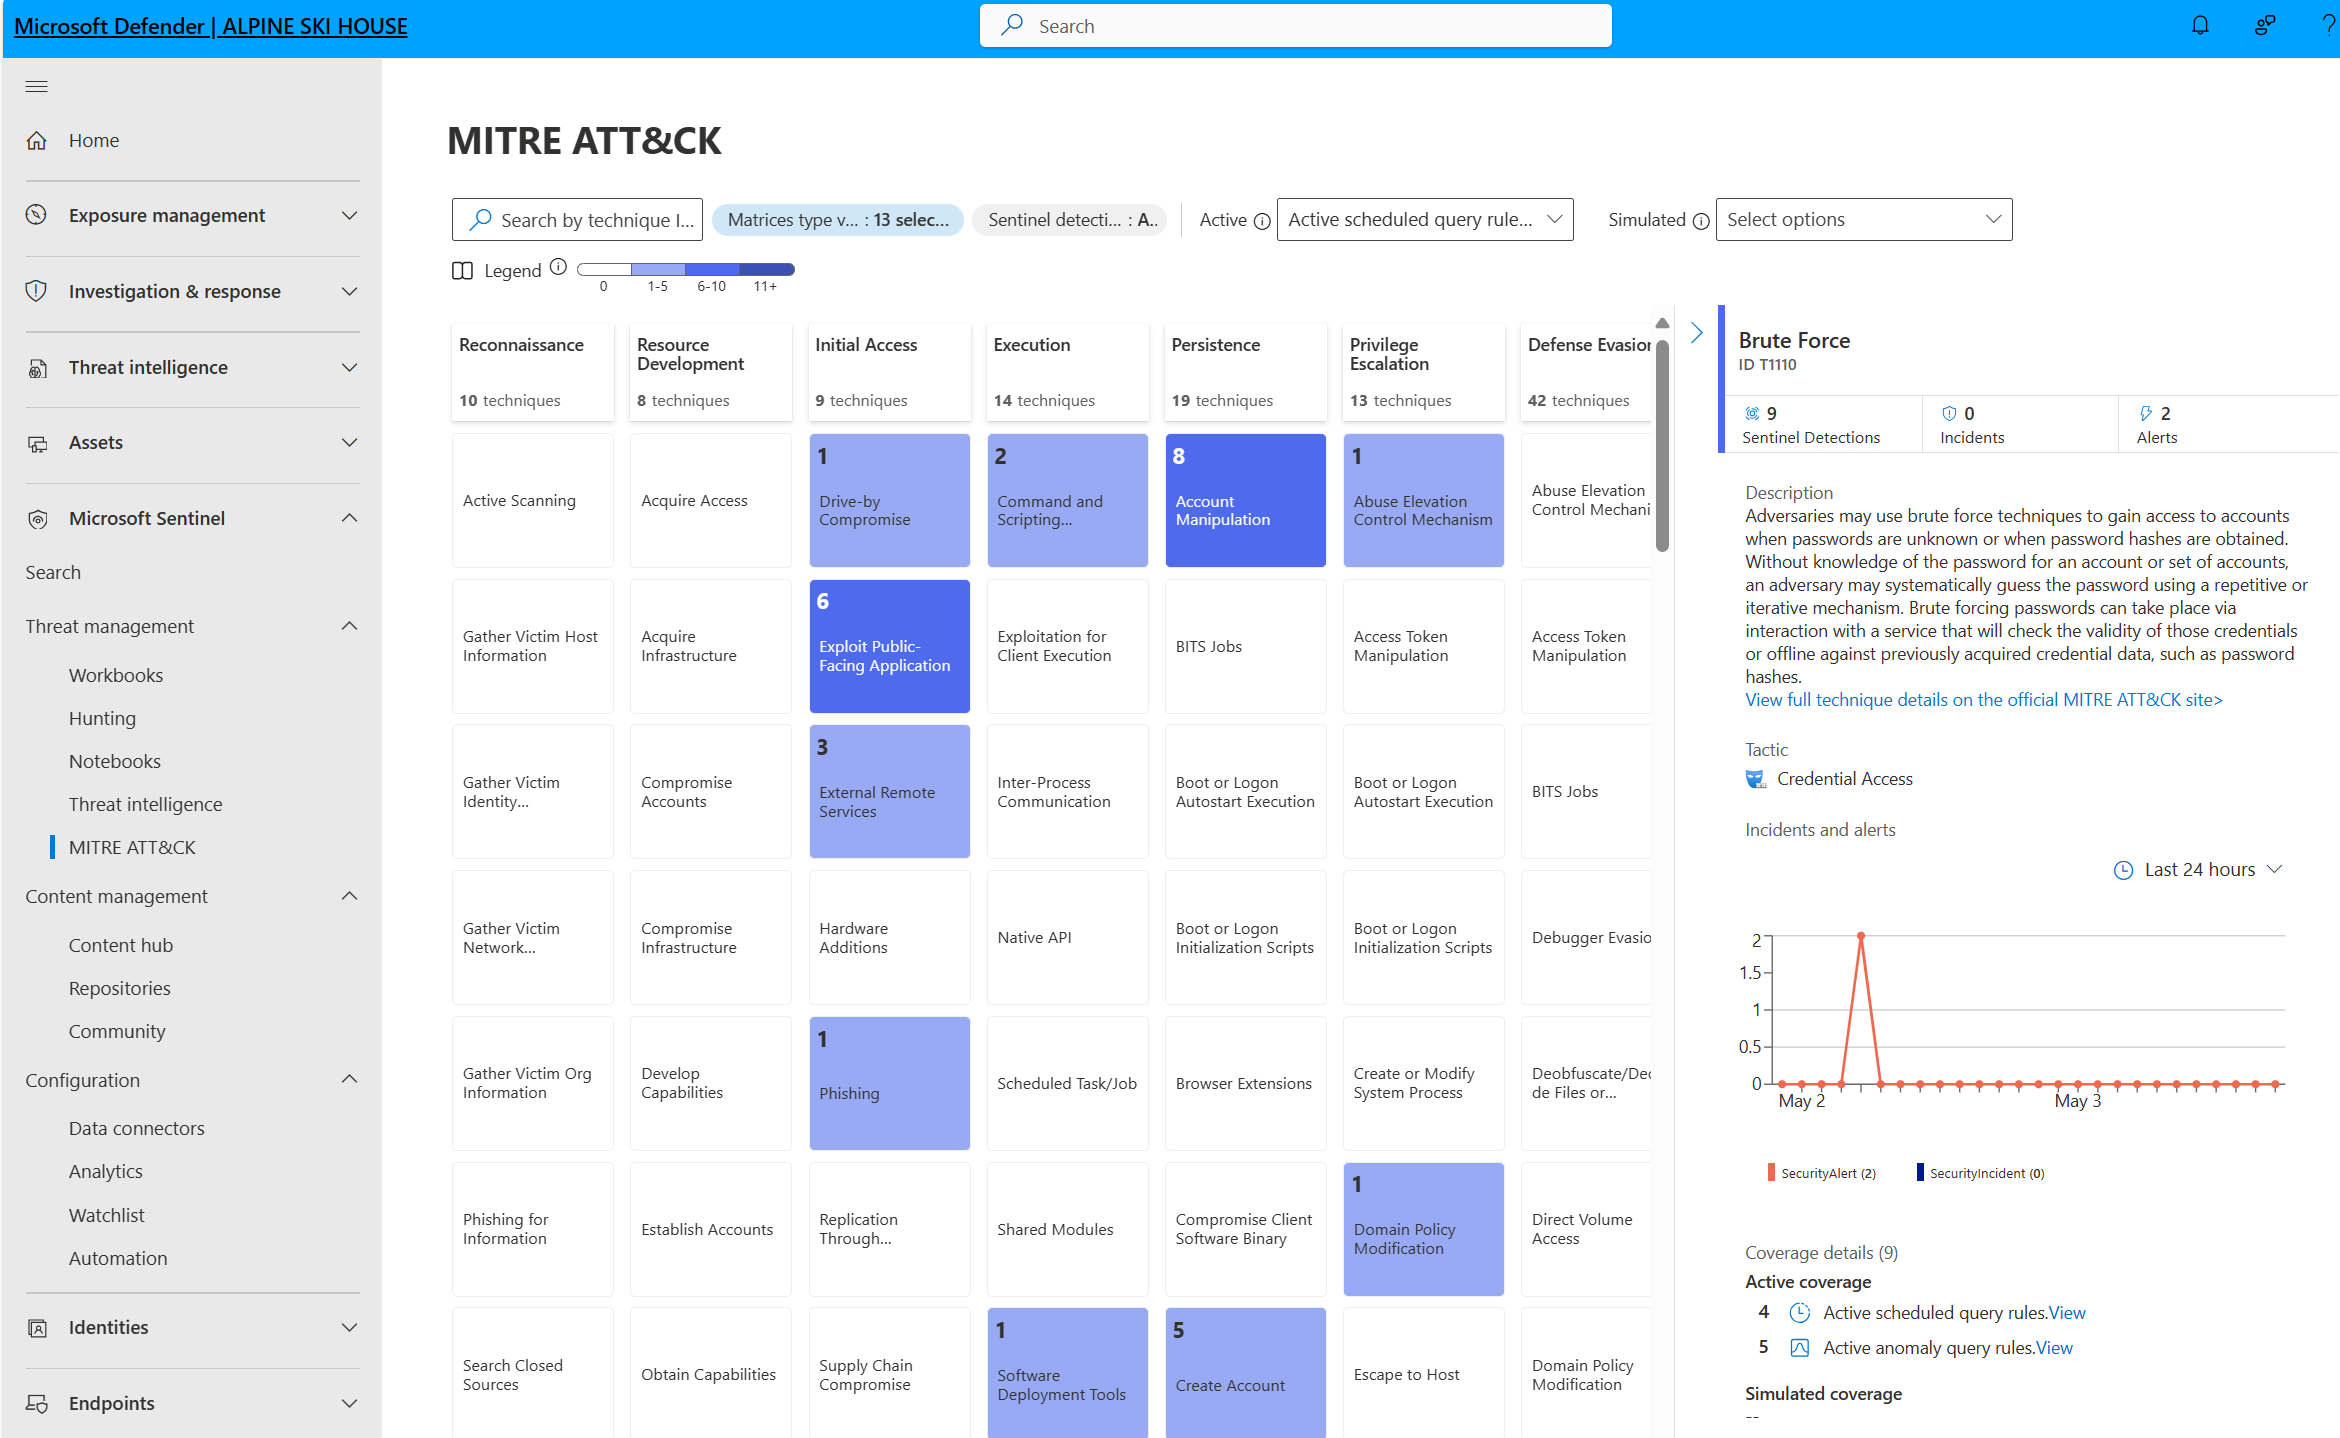 Microsoft Defender | ALPINE SKI HOUSE
Search
Home
Exposure management
Investigation & response
Threat intelligence
Assets
Microsoft Sentinel
Search
Threat management
Workbooks
Hunting
Notebooks
Threat intelligence
MITRE ATT&CK
Content management
Content hub
Repositories
Community
Configuration
Data connectors
Analytics
Watchlist
Automation
Identities
Endpoints
MITRE ATT&CK
Search by technique I...
Matrices type v... : 13 selec...
Sentinel detecti... : A..
Active
Active scheduled query rule...
Simulated
Select options
Legend
0 1-5 6-10 11+
Reconnaissance
10 techniques
Active Scanning
Gather Victim Host
Information
Gather Victim
Identity...
Gather Victim
Network...
Gather Victim Org
Information
Phishing for
Information
Search Closed
Sources
Resource
Development
8 techniques
Acquire Access
Acquire
Infrastructure
Compromise
Accounts
Compromise
Infrastructure
Develop
Capabilities
Establish Accounts
Obtain Capabilities
Initial Access
9 techniques
1
Drive-by
Compromise
6
Exploit Public-
Facing Application
3
External Remote
Services
Hardware
Additions
1
Phishing
Replication
Through...
Supply Chain
Compromise
Execution
14 techniques
2
Command and
Scripting...
Exploitation for
Client Execution
Inter-Process
Communication
Native API
Scheduled Task/Job
Shared Modules
1
Software
Deployment Tools
Persistence
19 techniques
8
Account
Manipulation
BITS Jobs
Boot or Logon
Autostart Execution
Boot or Logon
Initialization Scripts
Browser Extensions
Compromise Client
Software Binary
5
Create Account
Privilege
Escalation
13 techniques
1
Abuse Elevation
Control Mechanism
Access Token
Manipulation
Boot or Logon
Autostart Execution
Boot or Logon
Initialization Scripts
Create or Modify
System Process
1
Domain Policy
Modification
Escape to Host
Defense Evasion
42 techniques
Abuse Elevation
Control Mechani
Access Token
Manipulation
BITS Jobs
Debugger Evasio
Deobfuscate/Dec
de Files or...
Direct Volume
Access
Domain Policy
Modification
Brute Force
ID T1110
9
Sentinel Detections
0
Incidents
2
Alerts
Description
Adversaries may use brute force techniques to gain access to accounts
when passwords are unknown or when password hashes are obtained.
Without knowledge of the password for an account or set of accounts,
an adversary may systematically guess the password using a repetitive or
iterative mechanism. Brute forcing passwords can take place via
interaction with a service that will check the validity of those credentials
or offline against previously acquired credential data, such as password
hashes.
View full technique details on the official MITRE ATT&CK site>
Tactic
Credential Access
Incidents and alerts
Last 24 hours
2
1.5
1
0.5
0
May 2 May 3
SecurityAlert (2) SecurityIncident (0)
Coverage details (9)
Active coverage
4 Active scheduled query rules.View
5 Active anomaly query rules.View
Simulated coverage
--